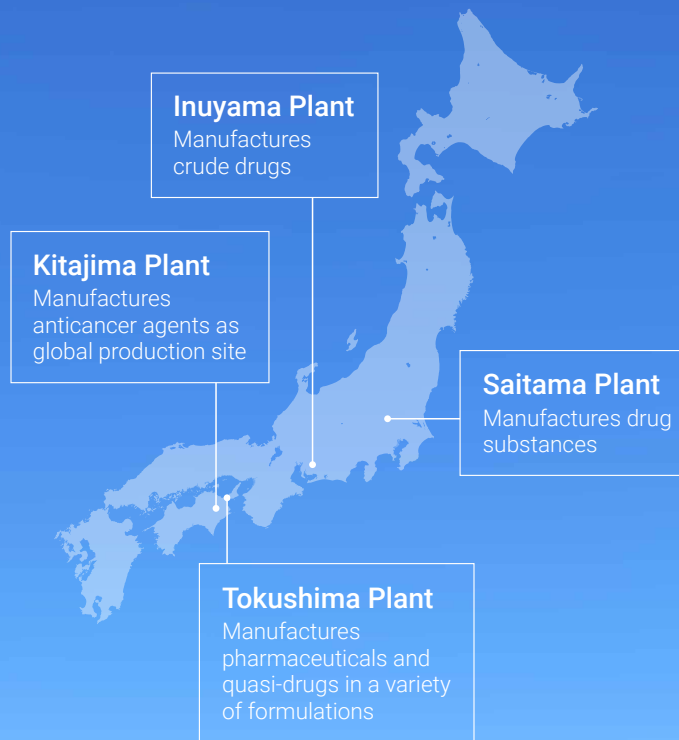 Inuyama Plant
Manufactures
crude drugs
Kitajima Plant
Manufactures
anticancer agents as
global production site
Saitama Plant
Manufactures drug
substances
Tokushima Plant
Manufactures
pharmaceuticals and
quasi-drugs in a variety
of formulations